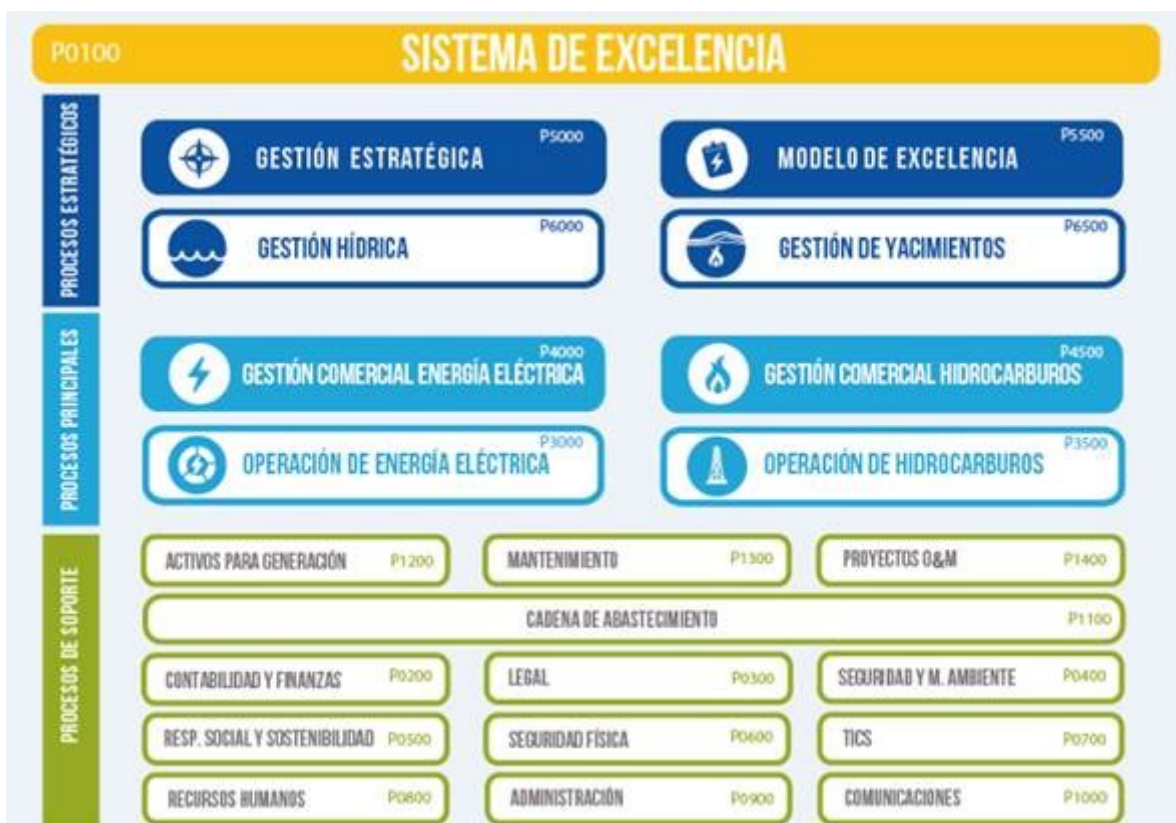 P0100 SISTEMA DE EXCELENCIA
PROCESOS ESTRATÉGICOS
GESTIÓN ESTRATÉGICA P5000
MODELO DE EXCELENCIA P5500
GESTIÓN HÍDRICA P6000
GESTIÓN DE YACIMIENTOS P6500
PROCESOS PRINCIPALES
GESTIÓN COMERCIAL ENERGÍA ELÉCTRICA P4000
GESTIÓN COMERCIAL HIDROCARBUROS P4500
OPERACIÓN DE ENERGÍA ELÉCTRICA P3000
OPERACIÓN DE HIDROCARBUROS P3500
PROCESOS DE SOPORTE
ACTIVOS PARA GENERACIÓN P1200
MANTENIMIENTO P1300
PROYECTOS O&M P1400
CADENA DE ABASTECIMIENTO P1100
CONTABILIDAD Y FINANZAS P0200
LEGAL P0300
SEGURIDAD Y M. AMBIENTE P0400
RESP. SOCIAL Y SOSTENIBILIDAD P0500
SEGURIDAD FÍSICA P0600
TICS P0700
RECURSOS HUMANOS P0800
ADMINISTRACIÓN P0900
COMUNICACIONES P1000